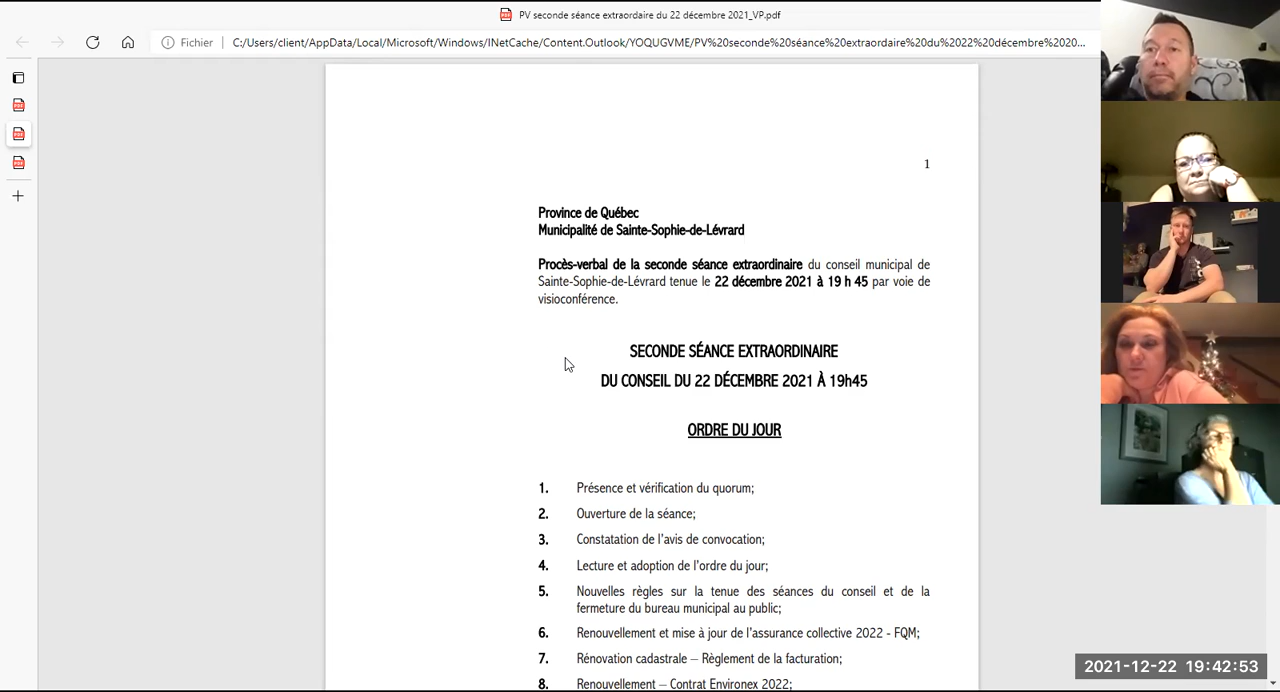 PV seconde séance extraordaire du 22 décembre 2021_VP.pdf
Fichier
C:/Users/client/AppData/Local/Microsoft/Windows/INetCache/Content.Outlook/YOQUGVME/PV%20seconde%20séance%20extraordaire%20du%2022%20décembre%2020...
1
Province de Québec
Municipalité de Sainte-Sophie-de-Lévrard
Procès-verbal de la seconde séance extraordinaire du conseil municipal de
Sainte-Sophie-de-Lévrard tenue le 22 décembre 2021 à 19 h 45 par voie de
visioconférence.
SECONDE SÉANCE EXTRAORDINAIRE
DU CONSEIL DU 22 DÉCEMBRE 2021 À 19h45
ORDRE DU JOUR
1. Présence et vérification du quorum;
2. Ouverture de la séance;
3. Constatation de l'avis de convocation;
4. Lecture et adoption de l'ordre du jour;
5. Nouvelles règles sur la tenue des séances du conseil et de la
fermeture du bureau municipal au public;
6. Renouvellement et mise à jour de l'assurance collective 2022 - FQM;
7. Rénovation cadastrale – Règlement de la facturation;
8. Renouvellement – Contrat Environex 2022;
2021-12-22 19:42:53